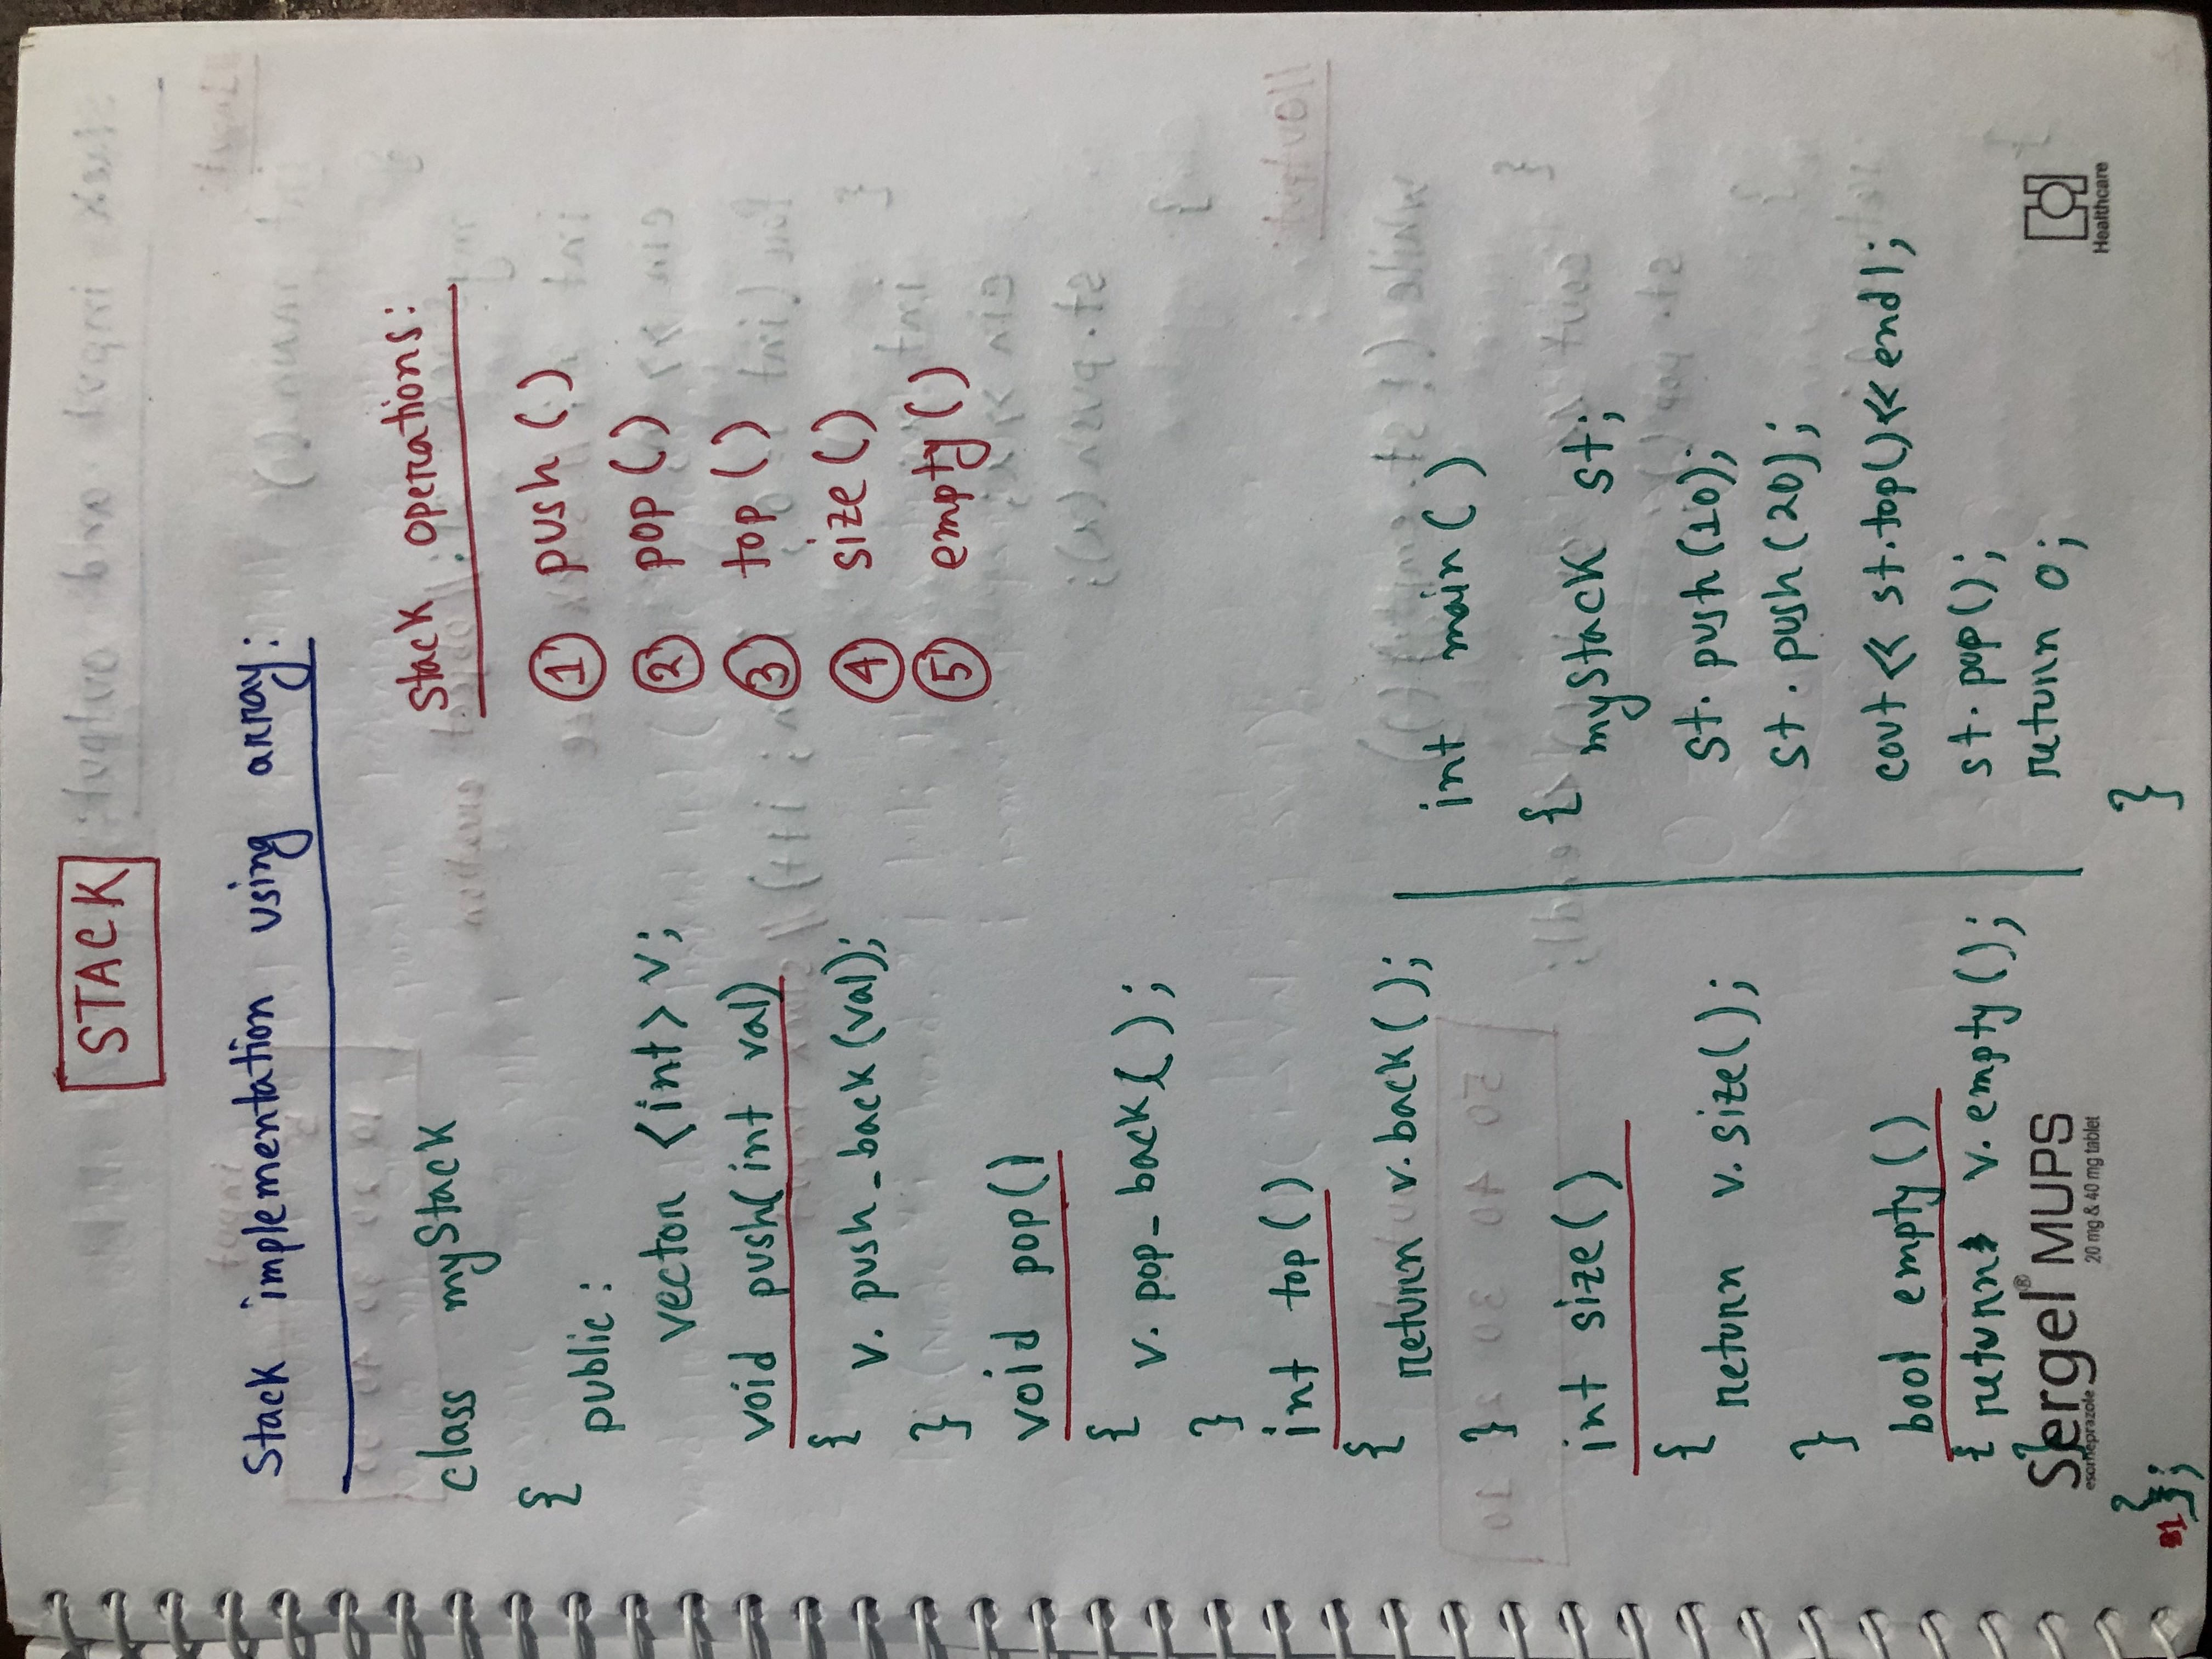 STACK
Stack implementation using array:
class myStack
{
public:
vector <int> v;
void push(int val)
{
v.push_back(val);
}
void pop()
{
v.pop_back();
}
int top()
{
return v.back();
}
int size()
{
return v.size();
}
bool empty()
{ return v.empty();
}
};
Stack operations:
① push()
② pop()
③ top()
④ size()
⑤ empty()
int main()
{
myStack st;
st.push(10);
st.push(20);
cout << st.top() << endl;
st.pop();
return 0;
}
Sergel® MUPS
esomeprazole
20 mg & 40 mg tablet
Healthcare